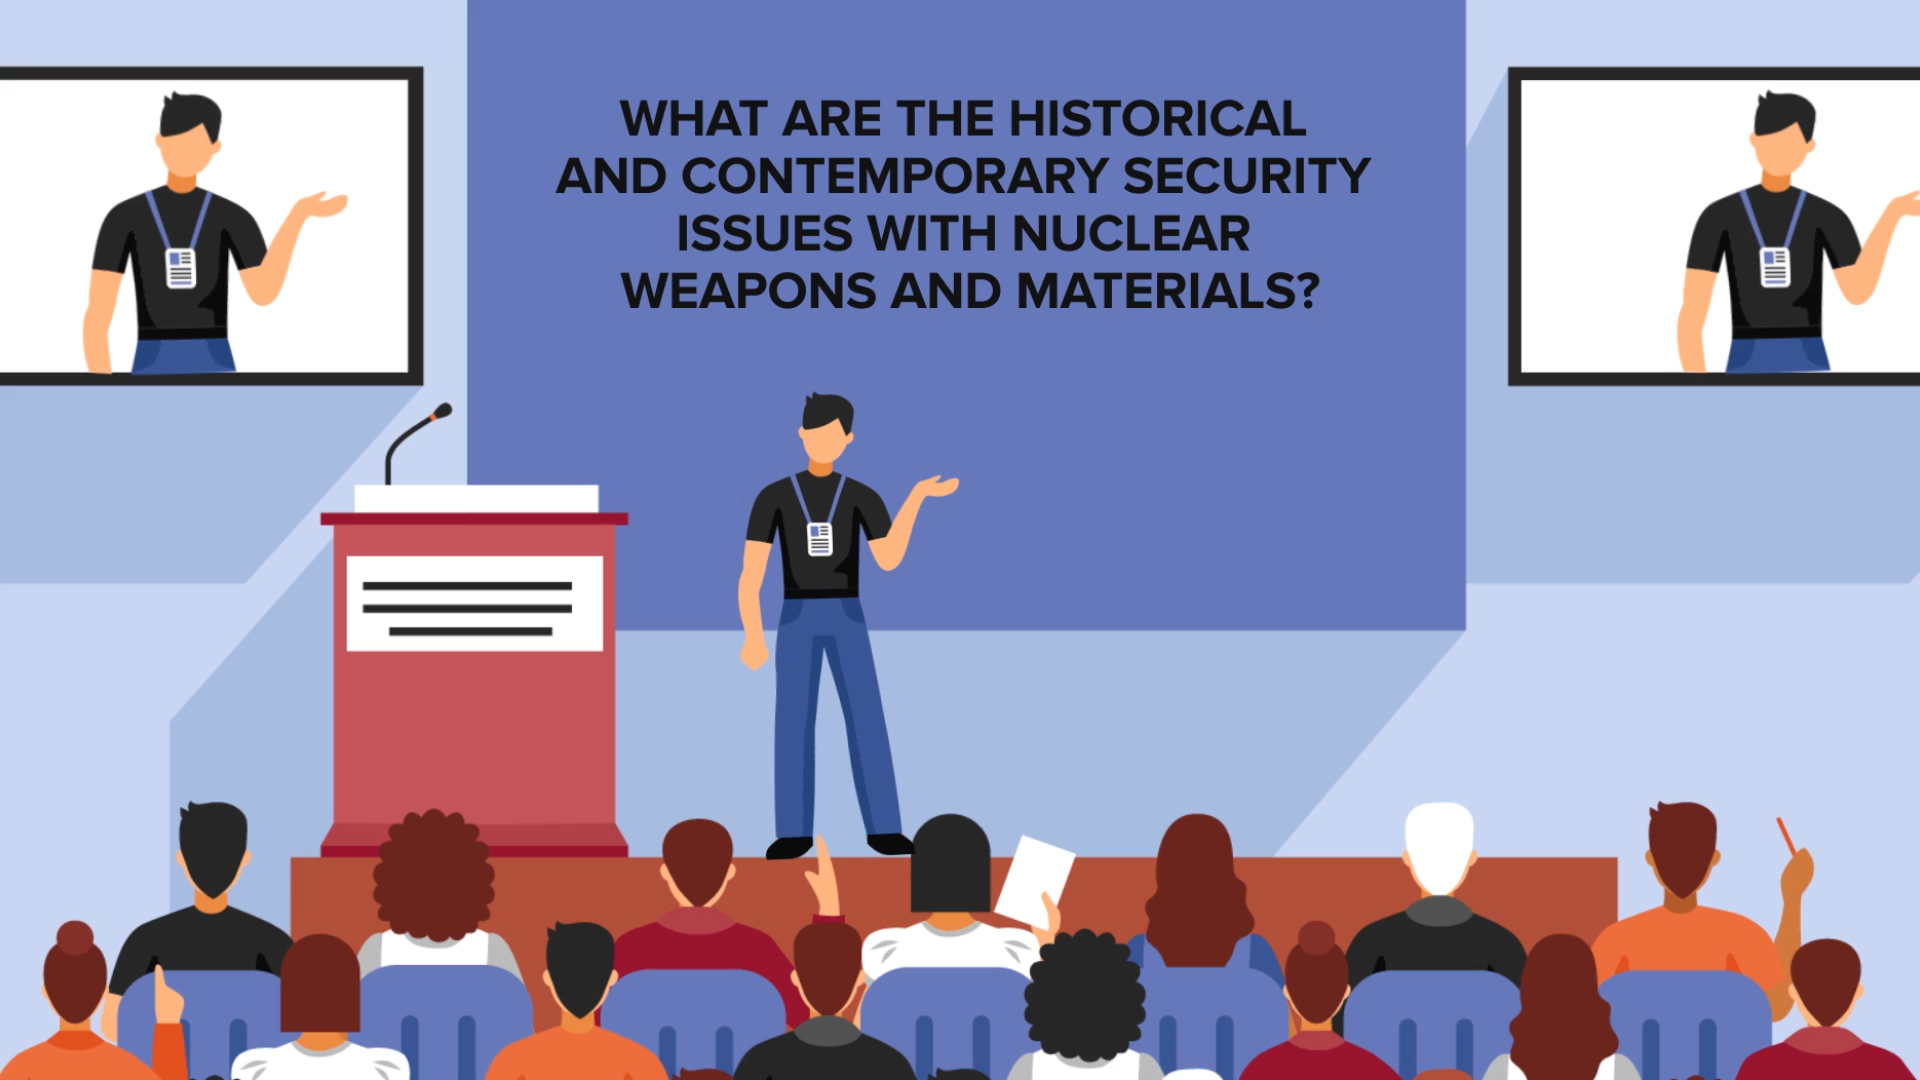 WHAT ARE THE HISTORICAL
AND CONTEMPORARY SECURITY
ISSUES WITH NUCLEAR
WEAPONS AND MATERIALS?